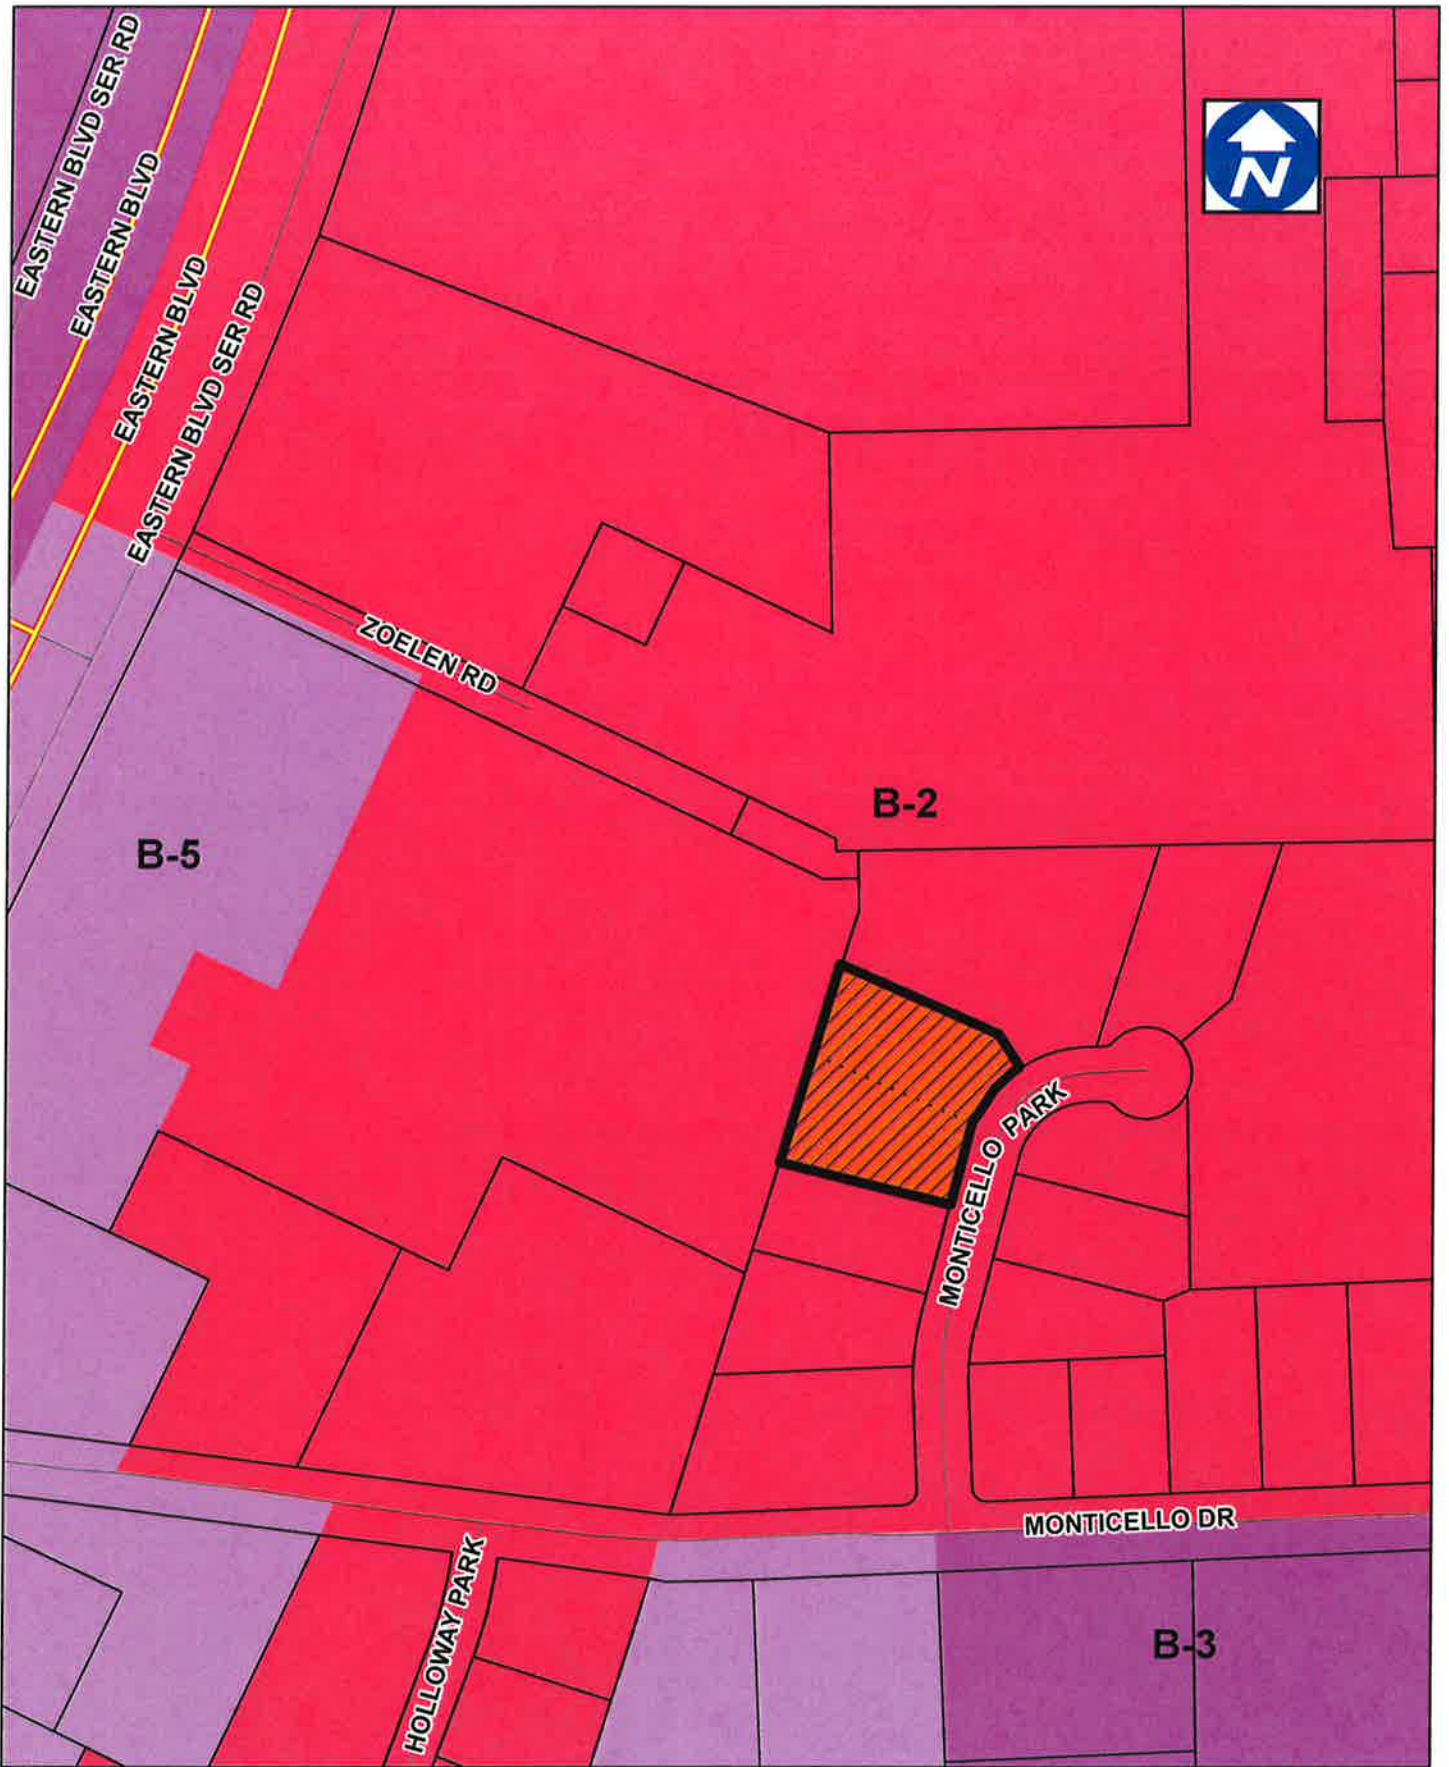 EASTERN BLVD SER RD
EASTERN BLVD
EASTERN BLVD
EASTERN BLVD SER RD
N
ZOELEN RD
B-2
B-5
MONTICELLO PARK
MONTICELLO DR
HOLLOWAY PARK
B-3